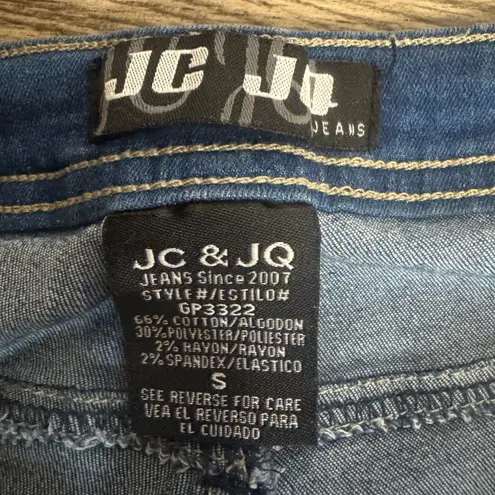 JC JQ
JEANS
JC & JQ
JEANS Since 2007
STYLE#/ESTILO#
GP3322
66% COTTON/ALGODON
30%POLYESTER/POLIESTER
2% RAYON/RAYON
2%SPANDEX/ELASTICO
S
SEE REVERSE FOR CARE
VEA EL REVERSO PARA
EL CUIDADO